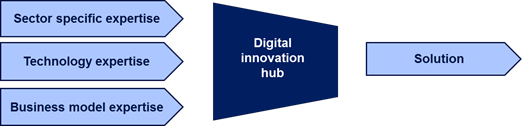 Sector specific expertise
Technology expertise
Business model expertise
Digital
innovation
hub
Solution